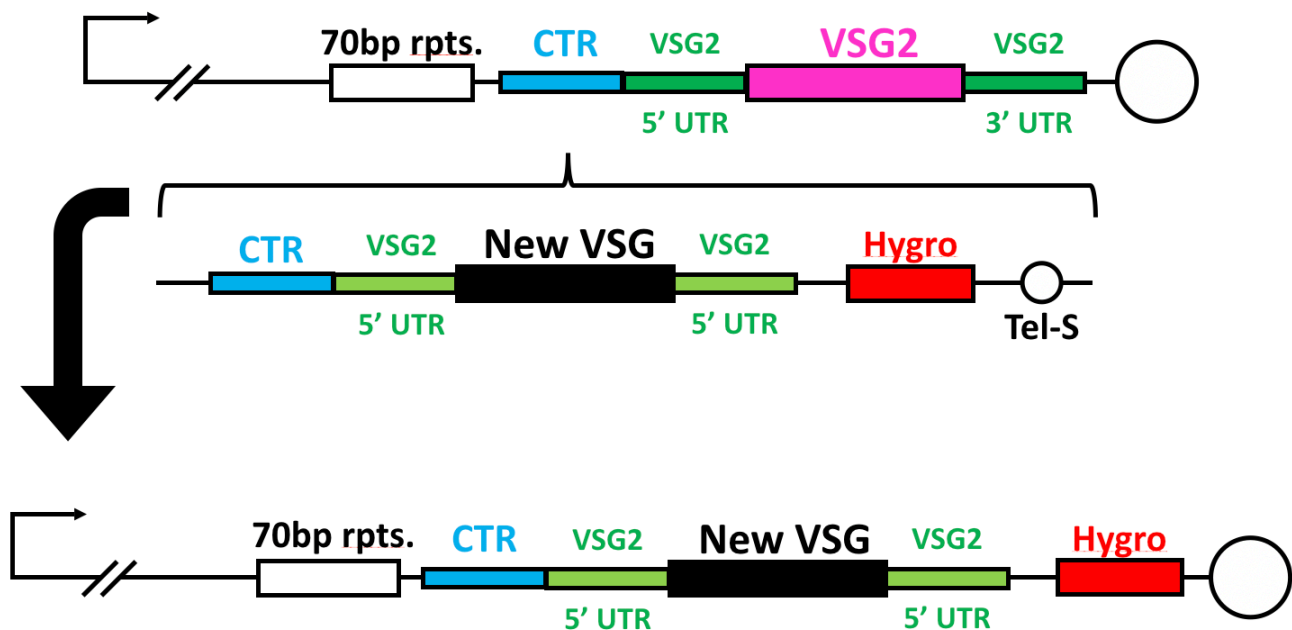 70bp rpts. CTR VSG2 VSG2 VSG2
5’ UTR 3’ UTR
CTR VSG2 New VSG VSG2 Hygro
5’ UTR 5’ UTR Tel-S
70bp rpts. CTR VSG2 New VSG VSG2 Hygro
5’ UTR 5’ UTR